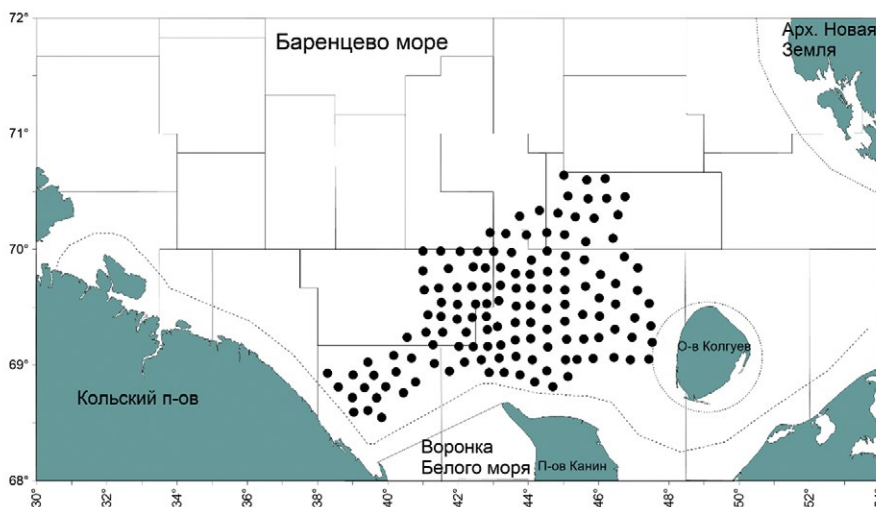 72°
71°
70°
69°
68°
Баренцево море
Арх. Новая
Земля
Кольский п-ов
О-в Колгуев
Воронка
Белого моря
П-ов Канин
30°
32°
34°
36°
38°
40°
42°
44°
46°
48°
50°
52°